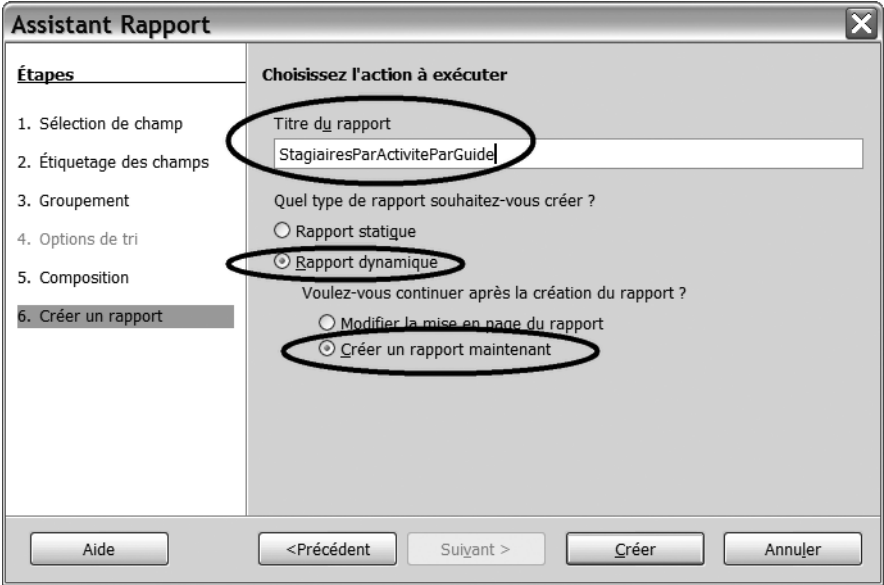 Assistant Rapport
Étapes
1. Sélection de champ
2. Étiquetage des champs
3. Groupement
4. Options de tri
5. Composition
6. Créer un rapport
Choisissez l'action à exécuter
Titre du rapport
StagiairesParActiviteParGuide
Quel type de rapport souhaitez-vous créer ?
Rapport statique
Rapport dynamique
Voulez-vous continuer après la création du rapport ?
Modifier la mise en page du rapport
Créer un rapport maintenant
Aide
<Précédent
Suivant >
Créer
Annuler